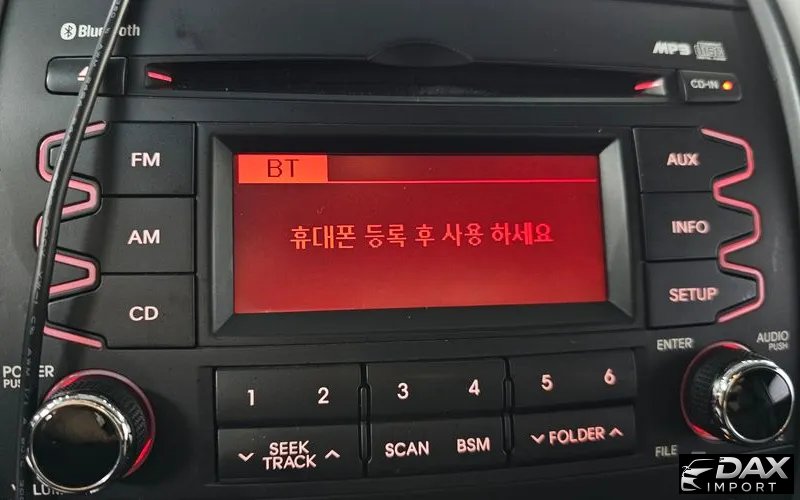 Bluetooth
MP3
CD-IN
FM
AM
CD
BT
휴대폰 등록 후 사용 하세요
AUX
INFO
SETUP
ENTER
AUDIO
PUSH
POWER
PUSH
1 2 3 4 5 6
SEEK
TRACK
SCAN
BSM
FOLDER
FILE
DAX
IMPORT